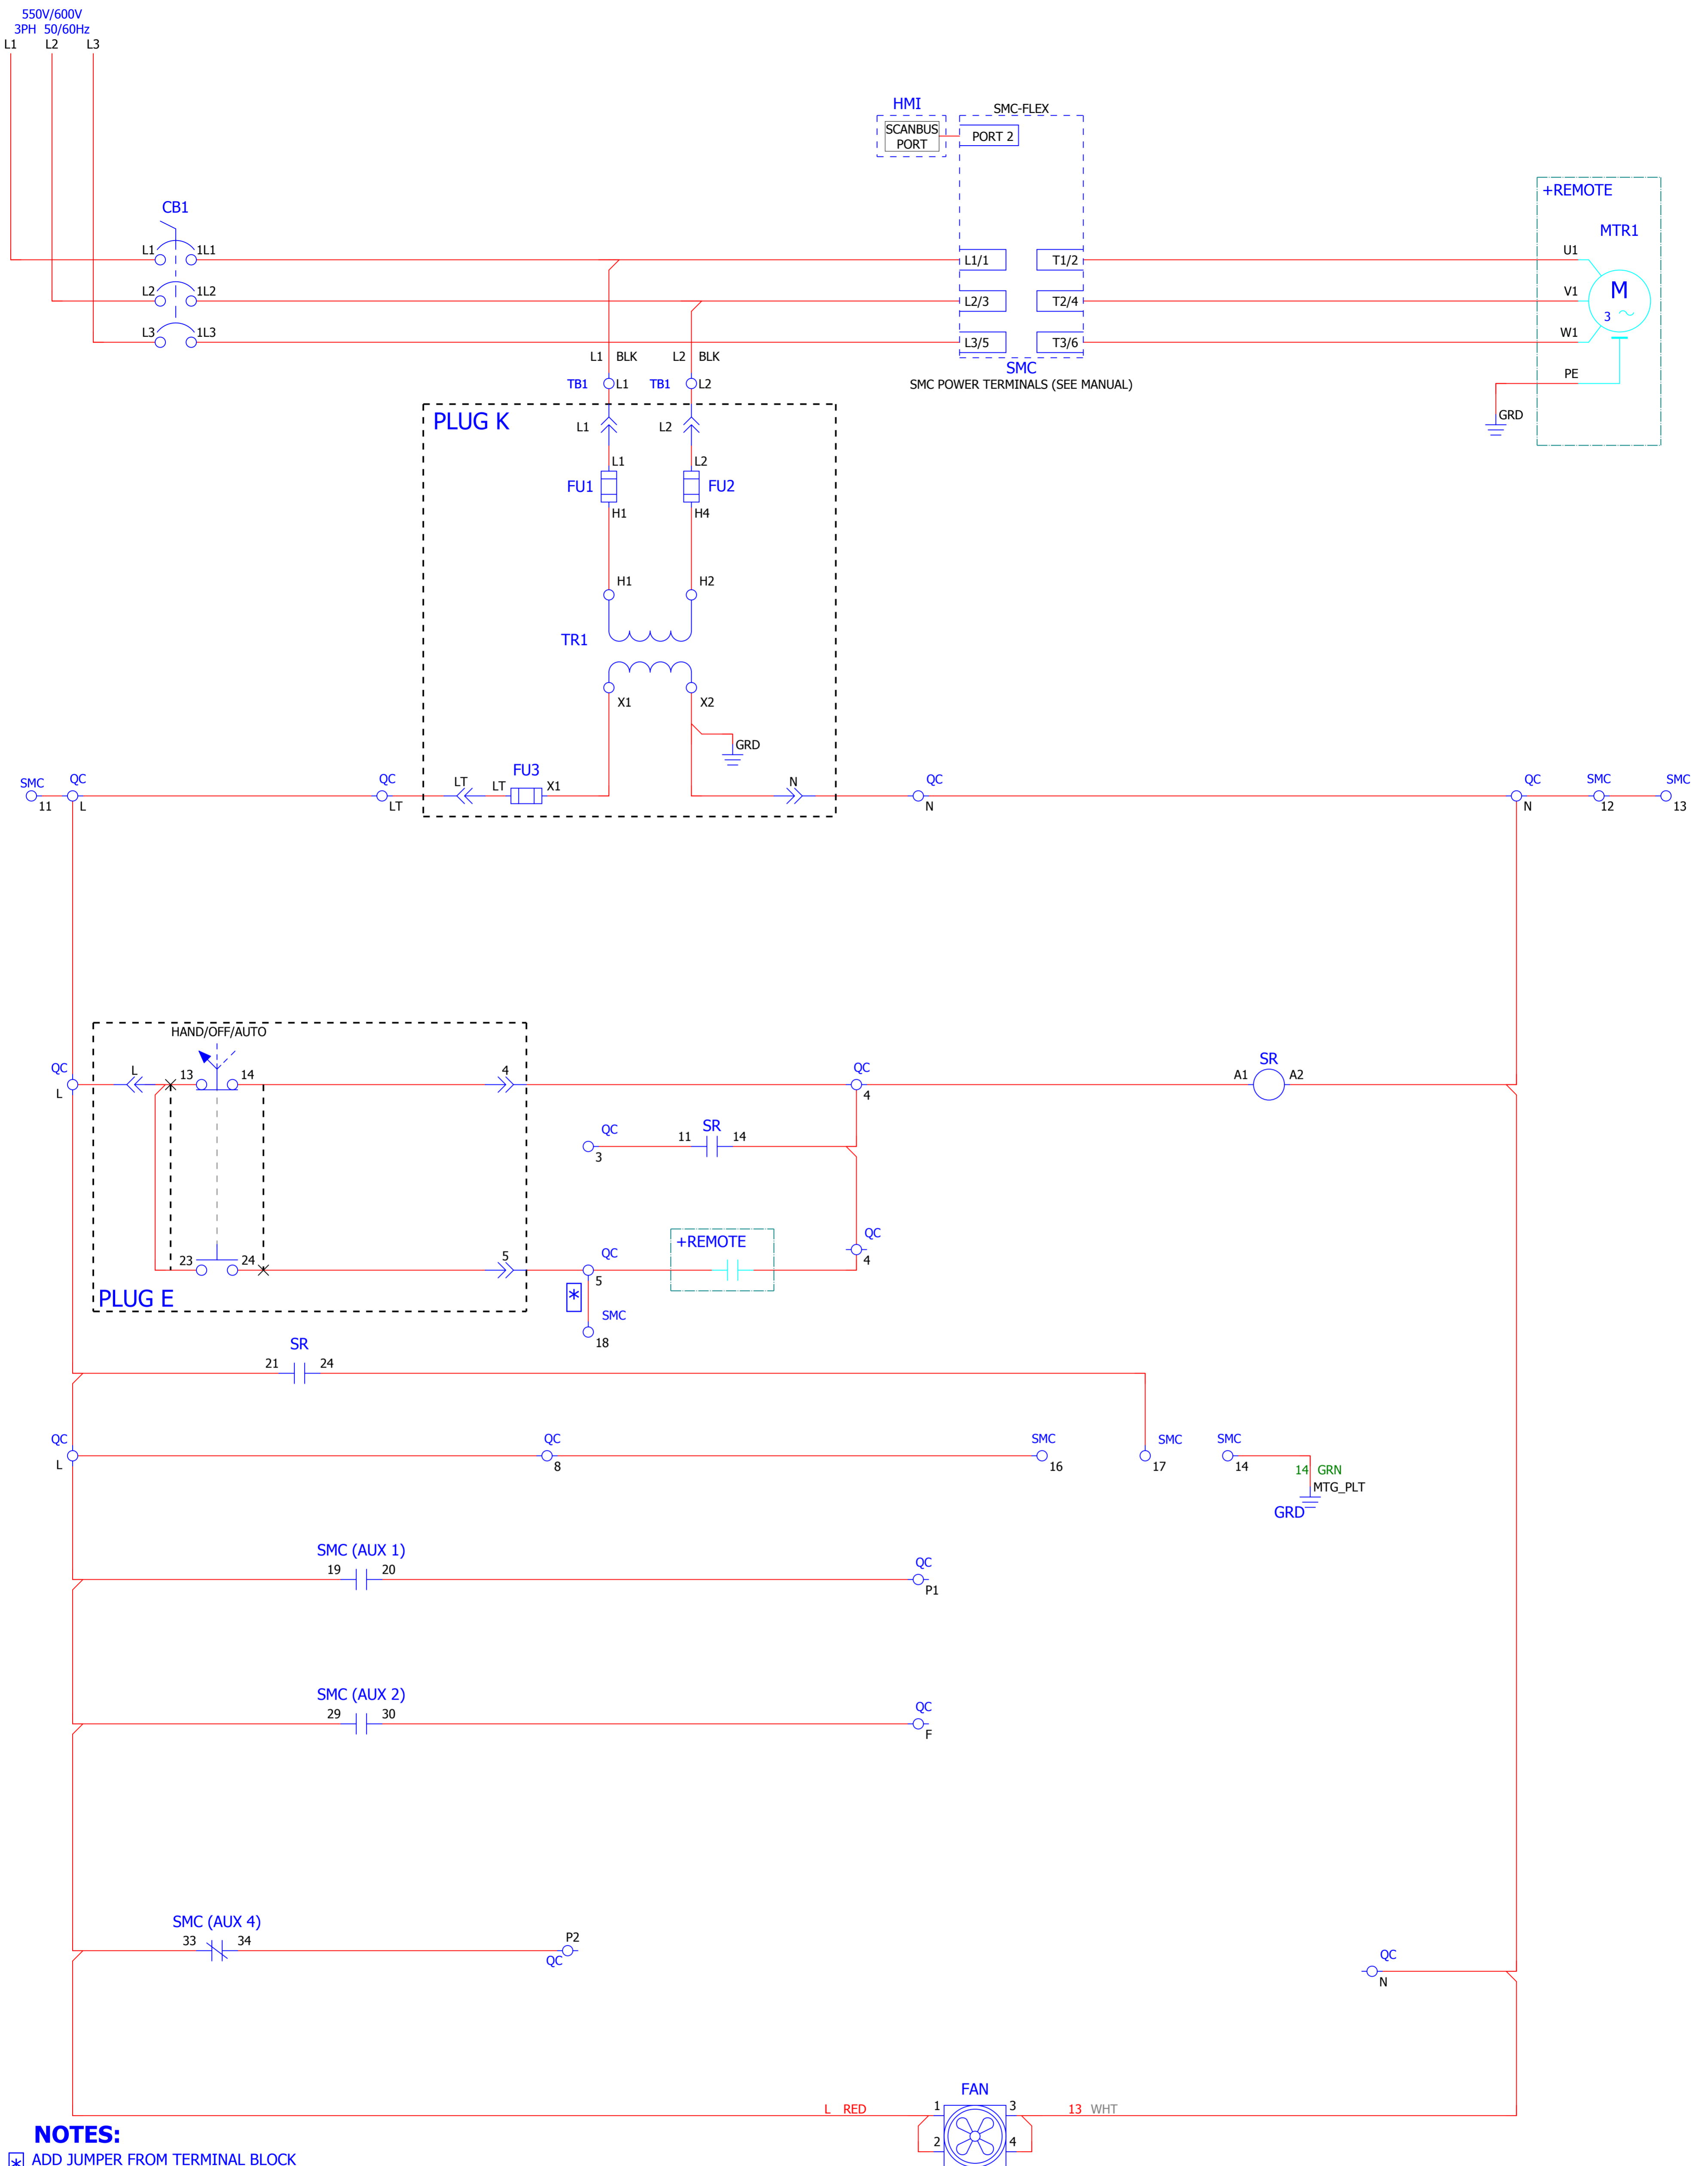 550V/600V
3PH 50/60Hz
L1 L2 L3
HMI
SMC-FLEX
SCANBUS
PORT
PORT 2
+REMOTE
MTR1
CB1
L1 1L1
L1/1 T1/2
U1
L2 1L2
L2/3 T2/4
V1
M
3
L3 1L3
L3/5 T3/6
W1
L1 BLK L2 BLK
SMC
SMC POWER TERMINALS (SEE MANUAL)
PE
TB1 L1 TB1 L2
GRD
PLUG K
L1 L2
L1 L2
FU1 FU2
H1 H4
H1 H2
TR1
X1 X2
GRD
SMC QC QC LT LT FU3 X1 N QC QC SMC SMC
11 L LT N N 12 13
HAND/OFF/AUTO
QC L 13 14 4 QC A1 SR A2
L 4
QC 11 SR 14
3
+REMOTE
QC
23 24 5 QC 4
5
PLUG E
*
SMC
18
SR
21 24
QC QC SMC SMC SMC
L 8 16 17 14
14 GRN
MTG_PLT
GRD
SMC (AUX 1)
19 20 QC
P1
SMC (AUX 2)
29 30 QC
F
SMC (AUX 4)
33 34 P2
QC
QC
N
FAN
L RED 1 3 13 WHT
2 4
NOTES:
* ADD JUMPER FROM TERMINAL BLOCK